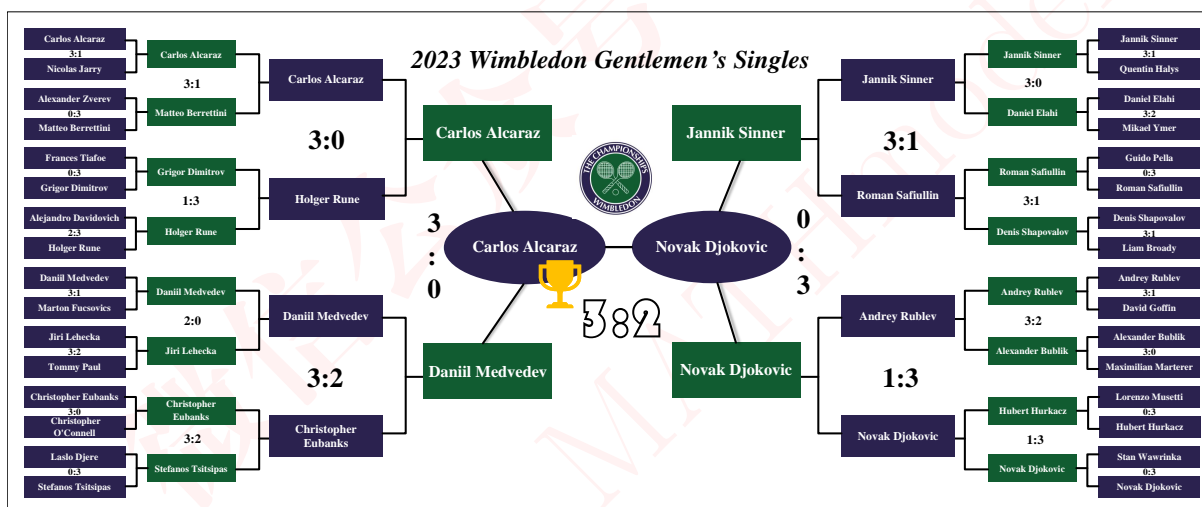 2023 Wimbledon Gentlemen's Singles
Carlos Alcaraz
3:1
Nicolas Jarry
Alexander Zverev
0:3
Matteo Berrettini
Frances Tiafoe
0:3
Grigor Dimitrov
Alejandro Davidovich
2:3
Holger Rune
Daniil Medvedev
3:1
Marton Fucsovics
Jiri Lehecka
3:2
Tommy Paul
Christopher Eubanks
3:0
Christopher
O'Connell
Laslo Djere
0:3
Stefanos Tsitsipas
Carlos Alcaraz
3:1
Matteo Berrettini
Grigor Dimitrov
1:3
Holger Rune
Daniil Medvedev
2:0
Jiri Lehecka
Christopher
Eubanks
3:2
Stefanos Tsitsipas
Carlos Alcaraz
3:0
Holger Rune
Daniil Medvedev
3:2
Christopher
Eubanks
Carlos Alcaraz
3
:
0
Daniil Medvedev
Carlos Alcaraz
THE CHAMPIONSHIPS
WIMBLEDON
3:2
Novak Djokovic
Jannik Sinner
0
:
3
Novak Djokovic
Jannik Sinner
3:1
Roman Safiullin
Andrey Rublev
1:3
Novak Djokovic
Jannik Sinner
3:0
Daniel Elahi
Roman Safiullin
3:1
Denis Shapovalov
Andrey Rublev
3:2
Alexander Bublik
Hubert Hurkacz
1:3
Novak Djokovic
Jannik Sinner
3:1
Quentin Halys
Daniel Elahi
3:2
Mikael Ymer
Guido Pella
0:3
Roman Safiullin
Denis Shapovalov
3:1
Liam Broady
Andrey Rublev
3:1
David Goffin
Alexander Bublik
3:0
Maximilian Marterer
Lorenzo Musetti
0:3
Hubert Hurkacz
Stan Wawrinka
0:3
Novak Djokovic